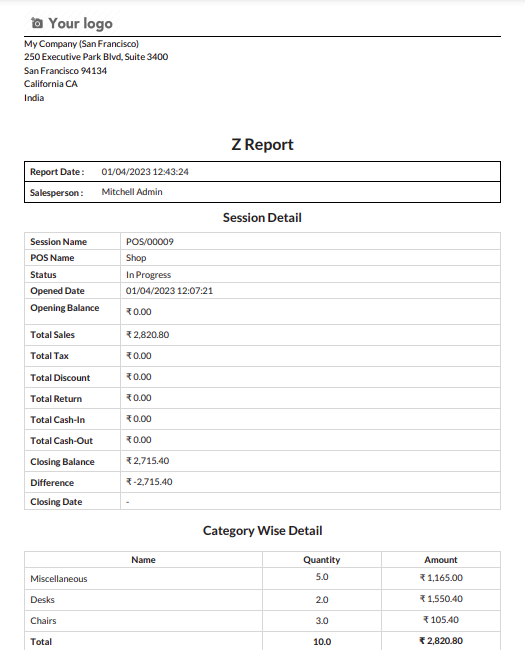 Your logo
My Company (San Francisco)
250 Executive Park Blvd, Suite 3400
San Francisco 94134
California CA
India
Z Report
Report Date : 01/04/2023 12:43:24
Salesperson : Mitchell Admin
Session Detail
Session Name POS/00009
POS Name Shop
Status In Progress
Opened Date 01/04/2023 12:07:21
Opening Balance ₹ 0.00
Total Sales ₹ 2,820.80
Total Tax ₹ 0.00
Total Discount ₹ 0.00
Total Return ₹ 0.00
Total Cash-In ₹ 0.00
Total Cash-Out ₹ 0.00
Closing Balance ₹ 2,715.40
Difference ₹ -2,715.40
Closing Date -
Category Wise Detail
Name Quantity Amount
Miscellaneous 5.0 ₹ 1,165.00
Desks 2.0 ₹ 1,550.40
Chairs 3.0 ₹ 105.40
Total 10.0 ₹ 2,820.80